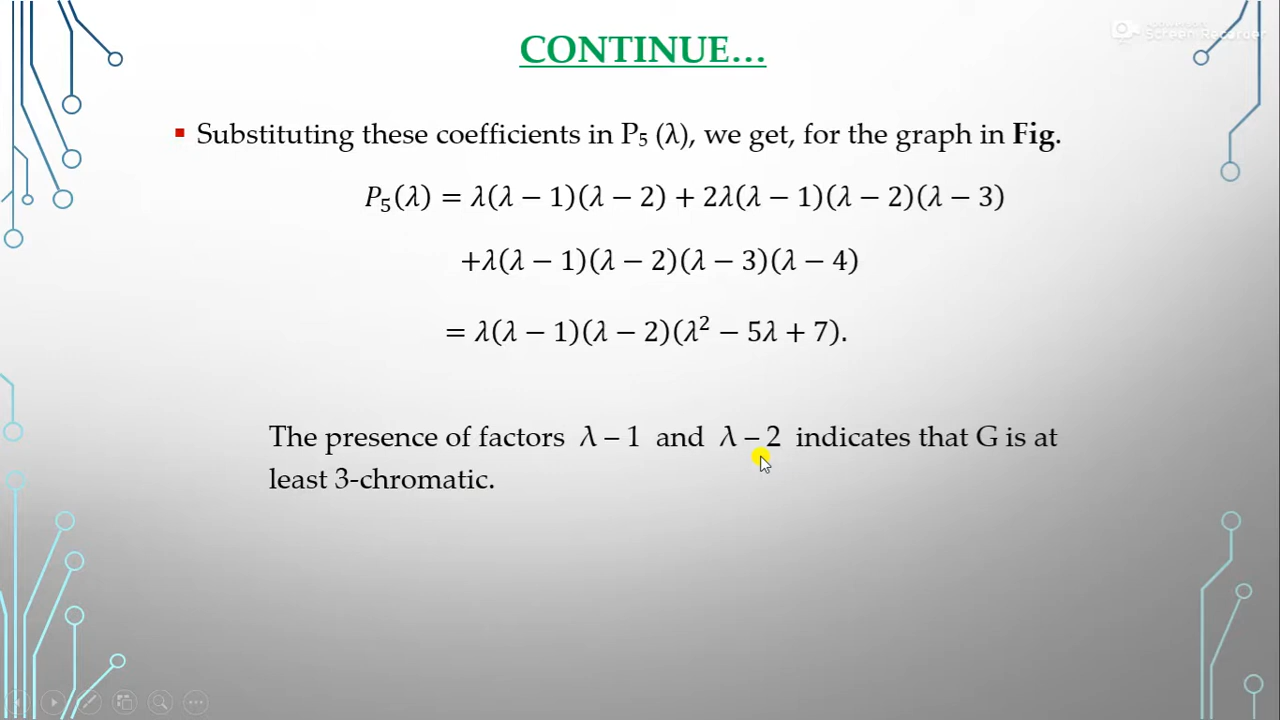 CONTINUE...
Screen Recorder
▪ Substituting these coefficients in P₅ (λ), we get, for the graph in Fig.
P₅(λ) = λ(λ − 1)(λ − 2) + 2λ(λ − 1)(λ − 2)(λ − 3)
+λ(λ − 1)(λ − 2)(λ − 3)(λ − 4)
= λ(λ − 1)(λ − 2)(λ² − 5λ + 7).
The presence of factors λ – 1 and λ – 2 indicates that G is at
least 3-chromatic.